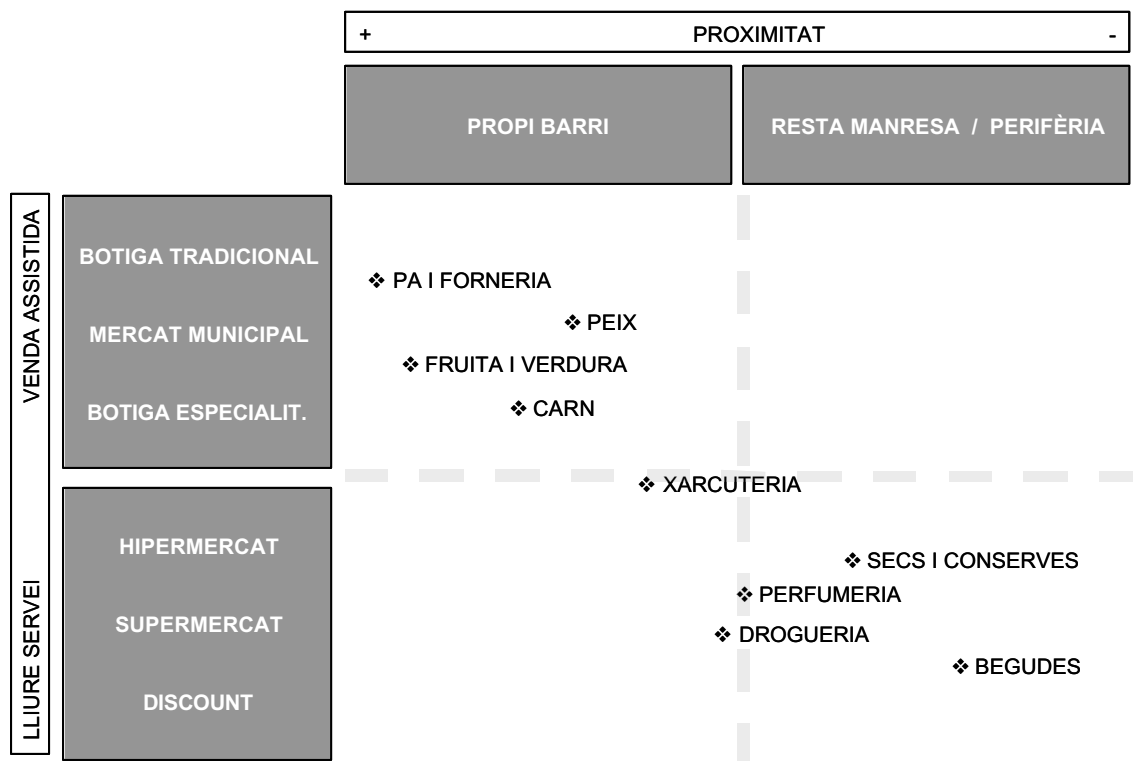 + PROXIMITAT -
PROPI BARRI
RESTA MANRESA / PERIFÈRIA
VENDA ASSISTIDA
BOTIGA TRADICIONAL
MERCAT MUNICIPAL
BOTIGA ESPECIALIT.
❖ PA I FORNERIA
❖ PEIX
❖ FRUITA I VERDURA
❖ CARN
❖ XARCUTERIA
LLIURE SERVEI
HIPERMERCAT
SUPERMERCAT
DISCOUNT
❖ SECS I CONSERVES
❖ PERFUMERIA
❖ DROGUERIA
❖ BEGUDES